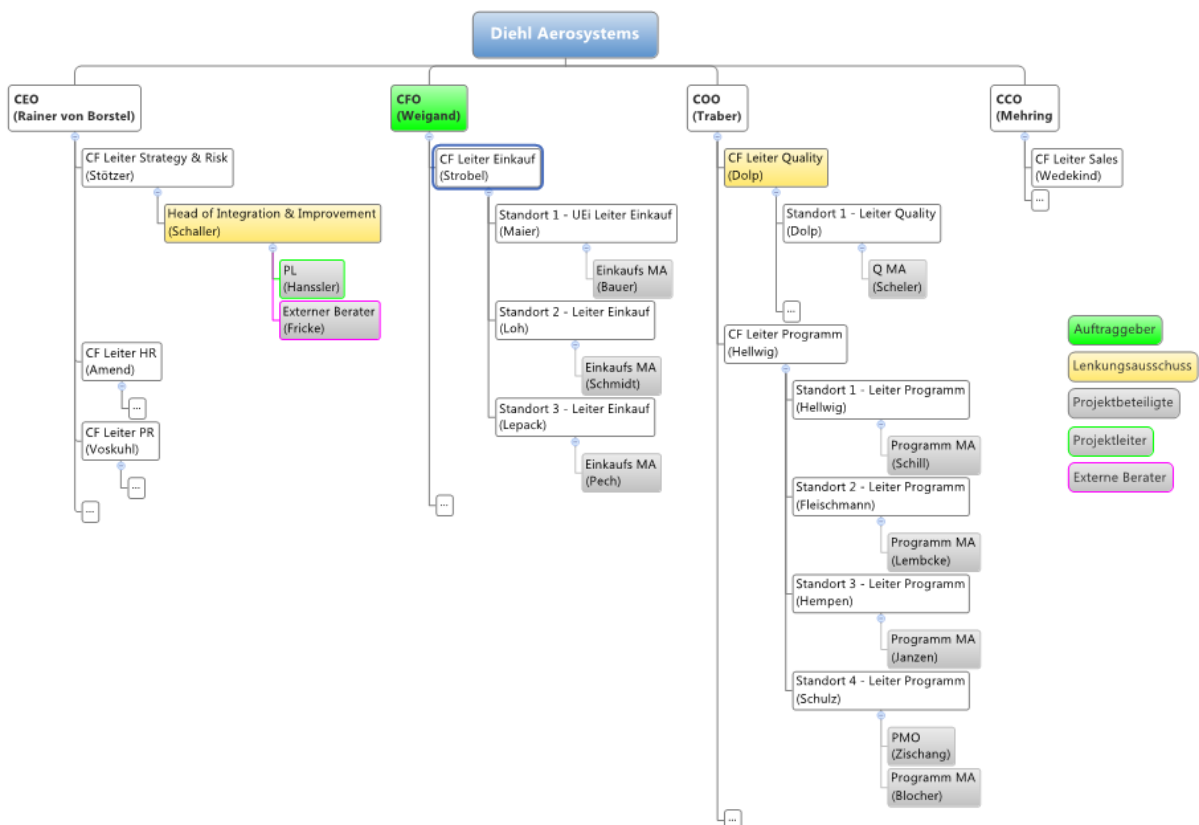 Diehl Aerosystems
CEO
(Rainer von Borstel)
CF Leiter Strategy & Risk
(Stötzer)
Head of Integration & Improvement
(Schaller)
PL
(Hanssler)
Externer Berater
(Fricke)
CF Leiter HR
(Amend)
...
CF Leiter PR
(Voskuhl)
...
...
CFO
(Weigand)
CF Leiter Einkauf
(Strobel)
Standort 1 - UEi Leiter Einkauf
(Maier)
Einkaufs MA
(Bauer)
Standort 2 - Leiter Einkauf
(Loh)
Einkaufs MA
(Schmidt)
Standort 3 - Leiter Einkauf
(Lepack)
Einkaufs MA
(Pech)
...
COO
(Traber)
CF Leiter Quality
(Dolp)
Standort 1 - Leiter Quality
(Dolp)
Q MA
(Scheler)
...
CF Leiter Programm
(Hellwig)
Standort 1 - Leiter Programm
(Hellwig)
Programm MA
(Schill)
Standort 2 - Leiter Programm
(Fleischmann)
Programm MA
(Lembcke)
Standort 3 - Leiter Programm
(Hempen)
Programm MA
(Janzen)
Standort 4 - Leiter Programm
(Schulz)
PMO
(Zischang)
Programm MA
(Blocher)
...
CCO
(Mehring
CF Leiter Sales
(Wedekind)
...
Auftraggeber
Lenkungsausschuss
Projektbeteiligte
Projektleiter
Externe Berater